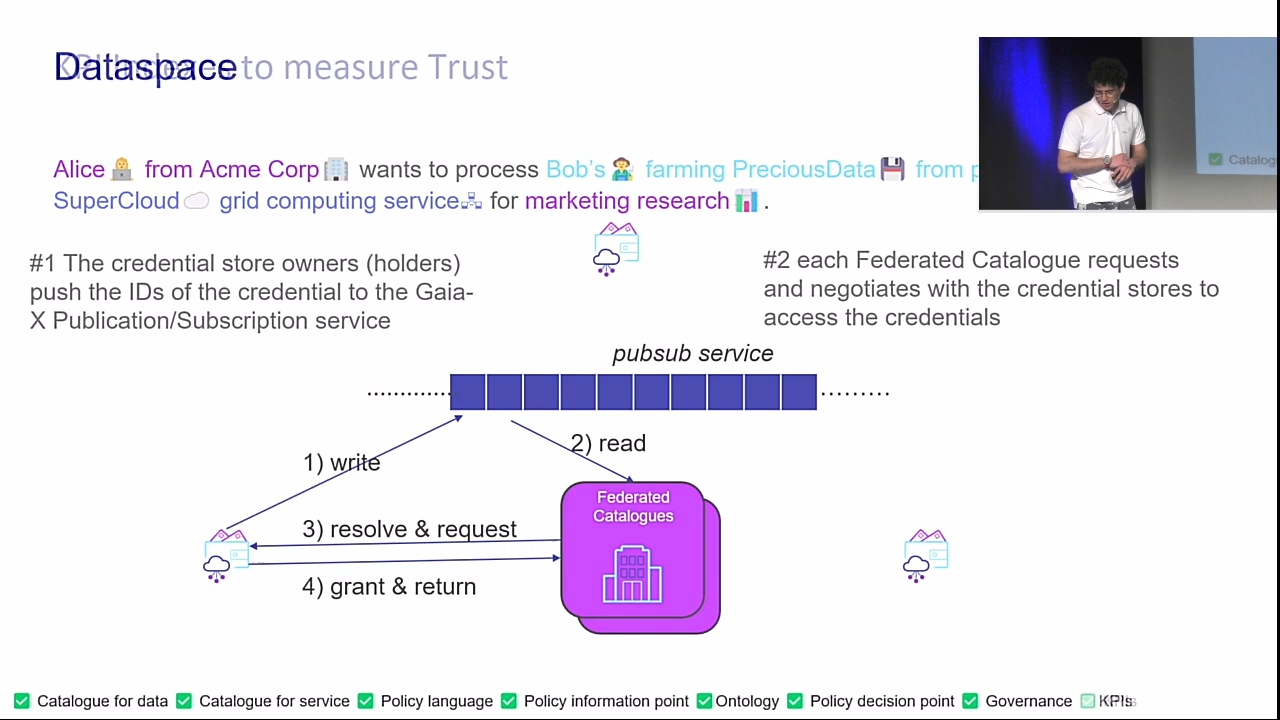 Dataspace to measure Trust
Alice from Acme Corp wants to process Bob's farming PreciousData from p
SuperCloud grid computing service for marketing research .
#1 The credential store owners (holders)
push the IDs of the credential to the Gaia-
X Publication/Subscription service
#2 each Federated Catalogue requests
and negotiates with the credential stores to
access the credentials
pubsub service
1) write
2) read
Federated
Catalogues
3) resolve & request
4) grant & return
Catalog
Catalogue for data Catalogue for service Policy language Policy information point Ontology Policy decision point Governance KPIs